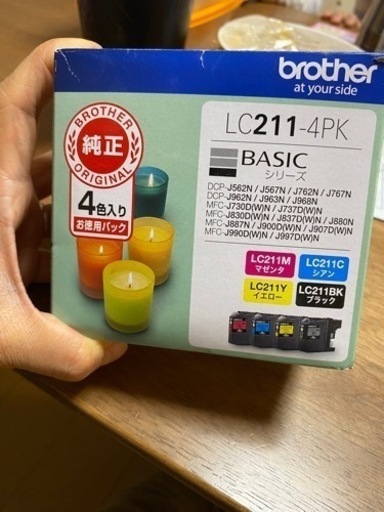 brother
at your side
LC211-4PK
BASIC
シリーズ
BROTHER
純正
ORIGINAL
4色入り
お徳用パック
DCP-J562N / J567N / J762N / J767N
DCP-J962N / J963N / J968N
MFC-J730D(W)N / J737D(W)N
MFC-J830D(W)N / J837D(W)N / J880N
MFC-J887N / J900D(W)N / J907D(W)N
MFC-J990D(W)N / J997D(W)N
LC211M
マゼンタ
LC211C
シアン
LC211Y
イエロー
LC211BK
ブラック